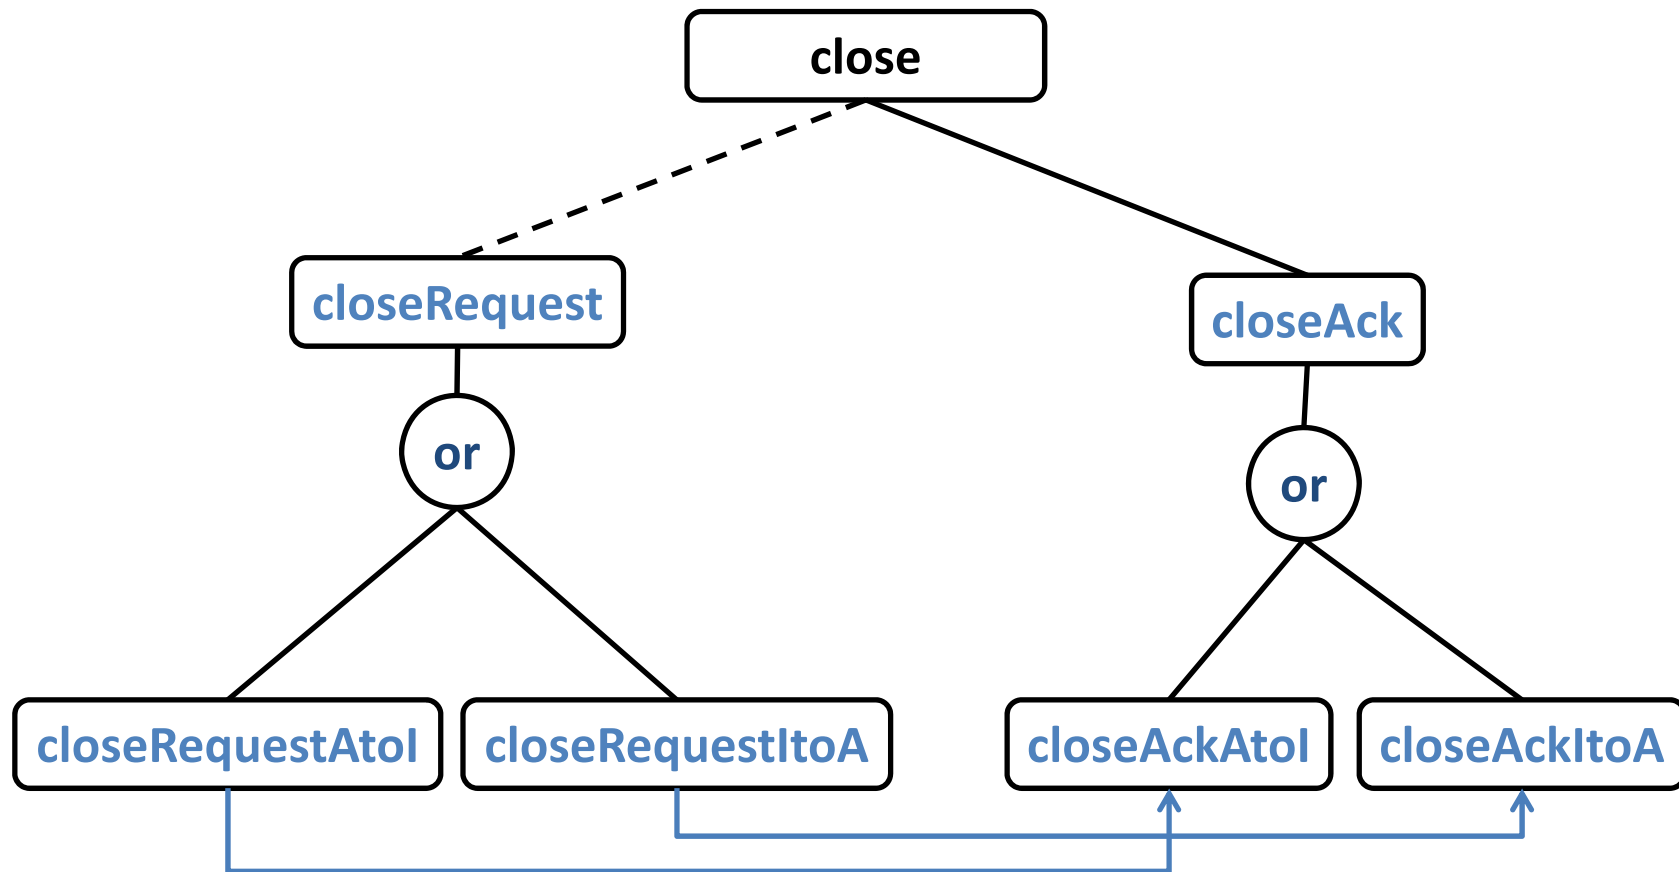 close
closeRequest
closeAck
or
or
closeRequestAtoI
closeRequestItoA
closeAckAtoI
closeAckItoA